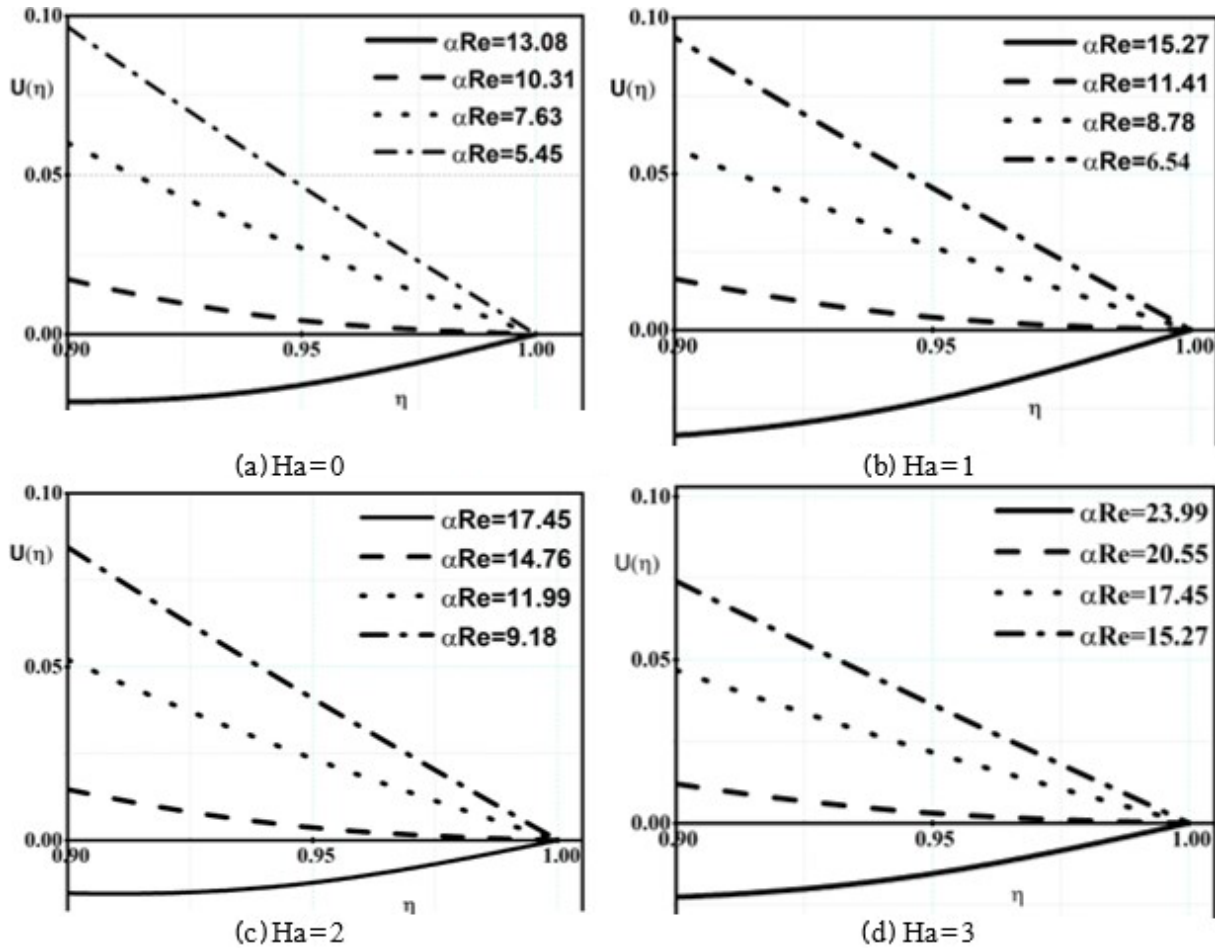 0.10
αRe=13.08
U(η)
αRe=10.31
αRe=7.63
αRe=5.45
0.05
0.00
0.90
0.95
1.00
η
(a)Ha=0
0.10
αRe=15.27
U(η)
αRe=11.41
αRe=8.78
αRe=6.54
0.05
0.00
0.90
0.95
1.00
η
(b) Ha=1
0.10
αRe=17.45
U(η)
αRe=14.76
αRe=11.99
αRe=9.18
0.05
0.00
0.90
0.95
1.00
η
(c)Ha=2
0.10
αRe=23.99
U(η)
αRe=20.55
αRe=17.45
αRe=15.27
0.05
0.00
0.90
0.95
1.00
η
(d)Ha=3